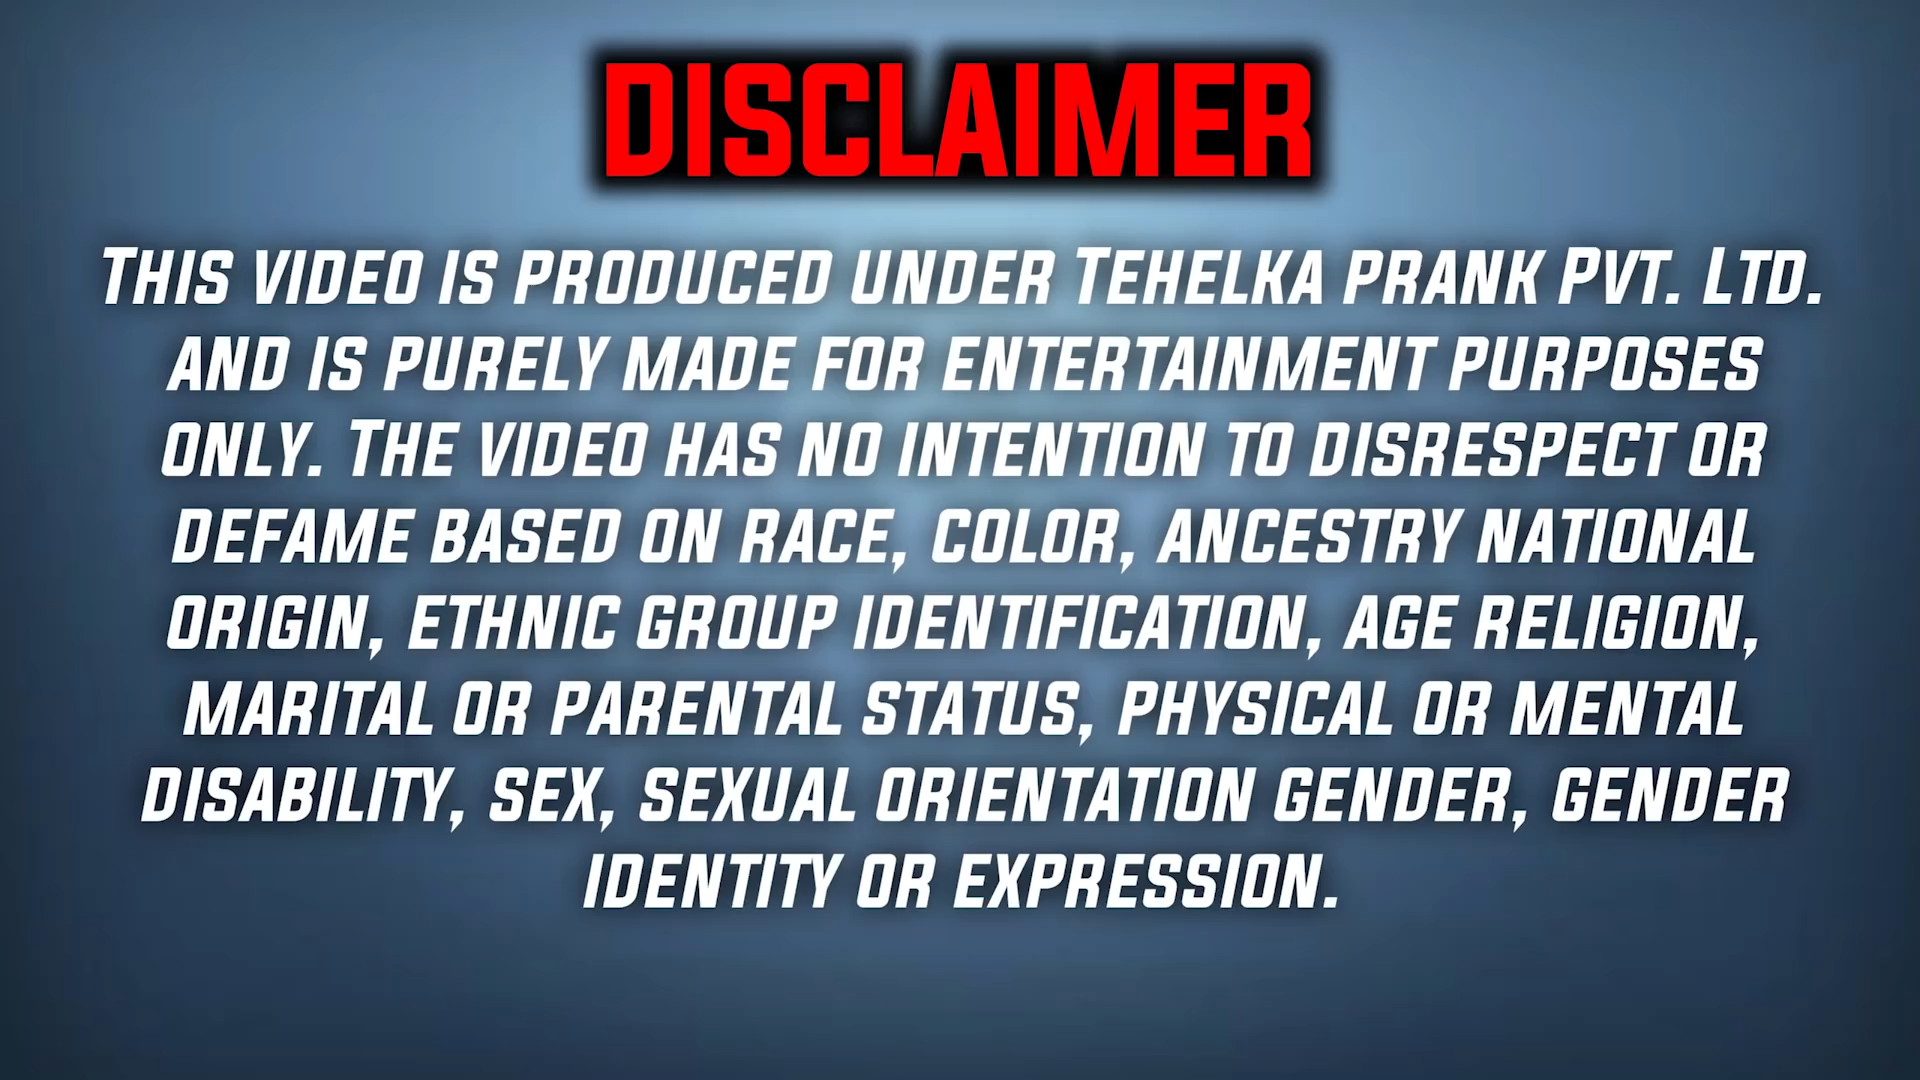 DISCLAIMER
THIS VIDEO IS PRODUCED UNDER TEHELKA PRANK PVT. LTD.
AND IS PURELY MADE FOR ENTERTAINMENT PURPOSES
ONLY. THE VIDEO HAS NO INTENTION TO DISRESPECT OR
DEFAME BASED ON RACE, COLOR, ANCESTRY NATIONAL
ORIGIN, ETHNIC GROUP IDENTIFICATION, AGE RELIGION,
MARITAL OR PARENTAL STATUS, PHYSICAL OR MENTAL
DISABILITY, SEX, SEXUAL ORIENTATION GENDER, GENDER
IDENTITY OR EXPRESSION.